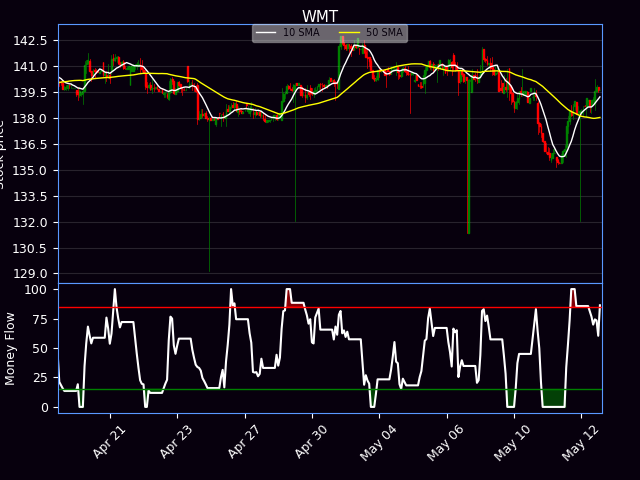 WMT
10 SMA
50 SMA
142.5
141.0
139.5
138.0
136.5
135.0
133.5
132.0
130.5
129.0
Stock price
100
75
50
25
0
Money Flow
Apr 21
Apr 23
Apr 27
Apr 30
May 04
May 06
May 10
May 12